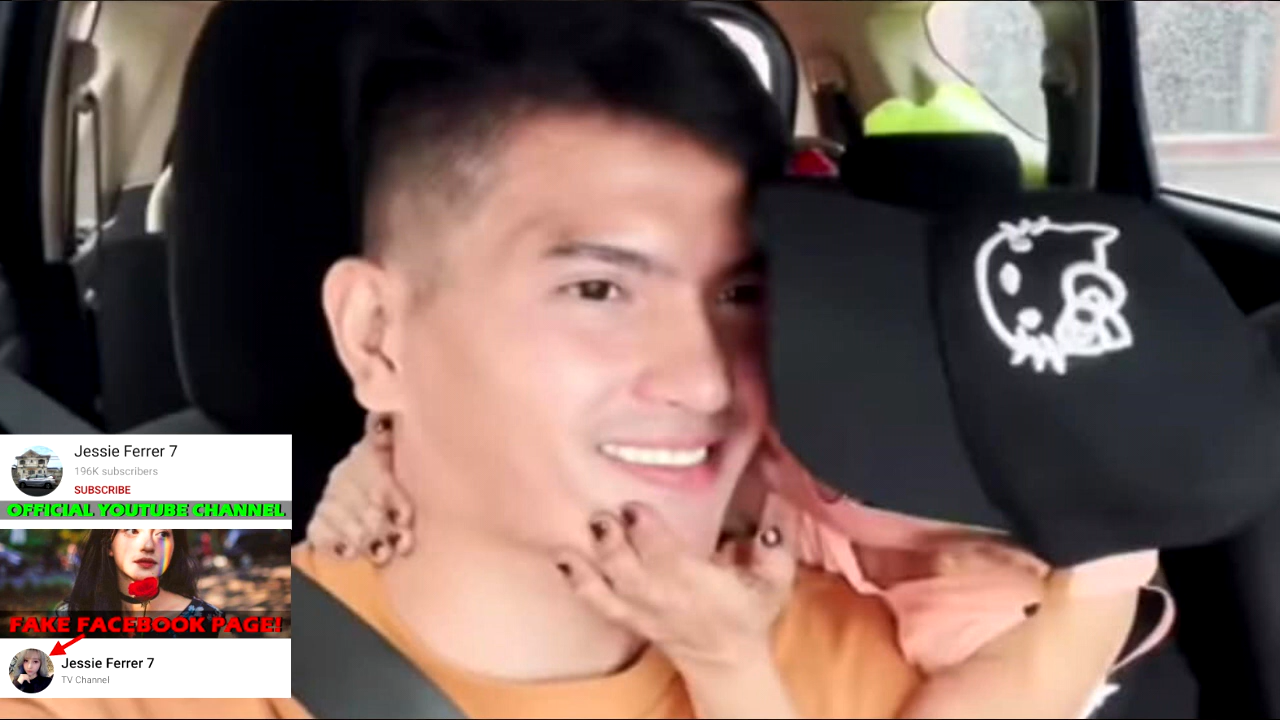 Jessie Ferrer 7
196K subscribers
SUBSCRIBE
OFFICIAL YOUTUBE CHANNEL
FAKE FACEBOOK PAGE!
Jessie Ferrer 7
TV Channel